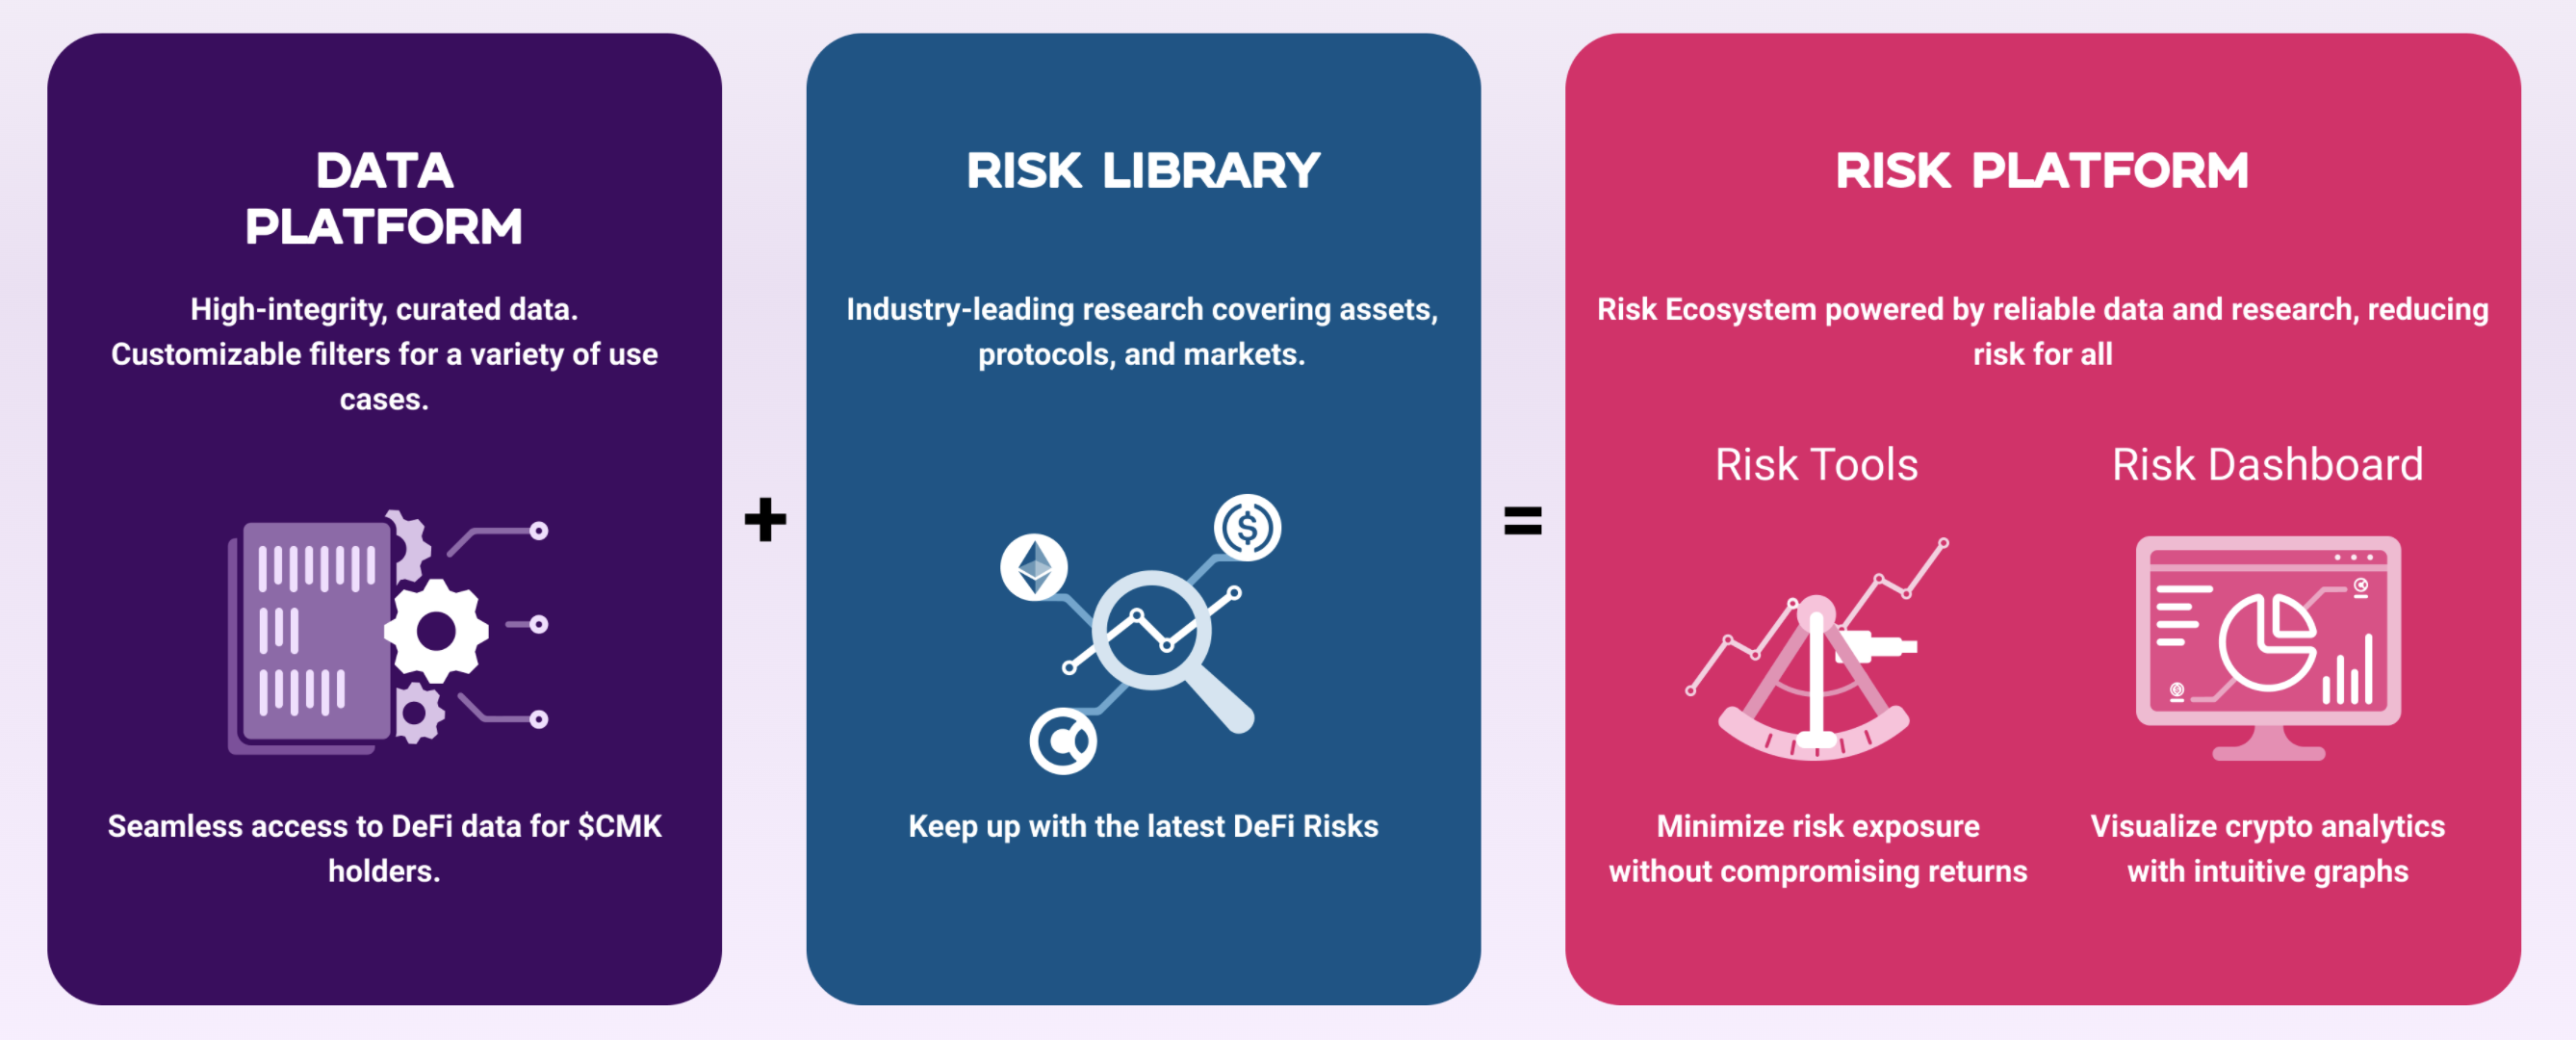 DATA
PLATFORM
High-integrity, curated data.
Customizable filters for a variety of use
cases.
Seamless access to DeFi data for $CMK
holders.
+
RISK LIBRARY
Industry-leading research covering assets,
protocols, and markets.
Keep up with the latest DeFi Risks
=
RISK PLATFORM
Risk Ecosystem powered by reliable data and research, reducing
risk for all
Risk Tools
Minimize risk exposure
without compromising returns
Risk Dashboard
Visualize crypto analytics
with intuitive graphs